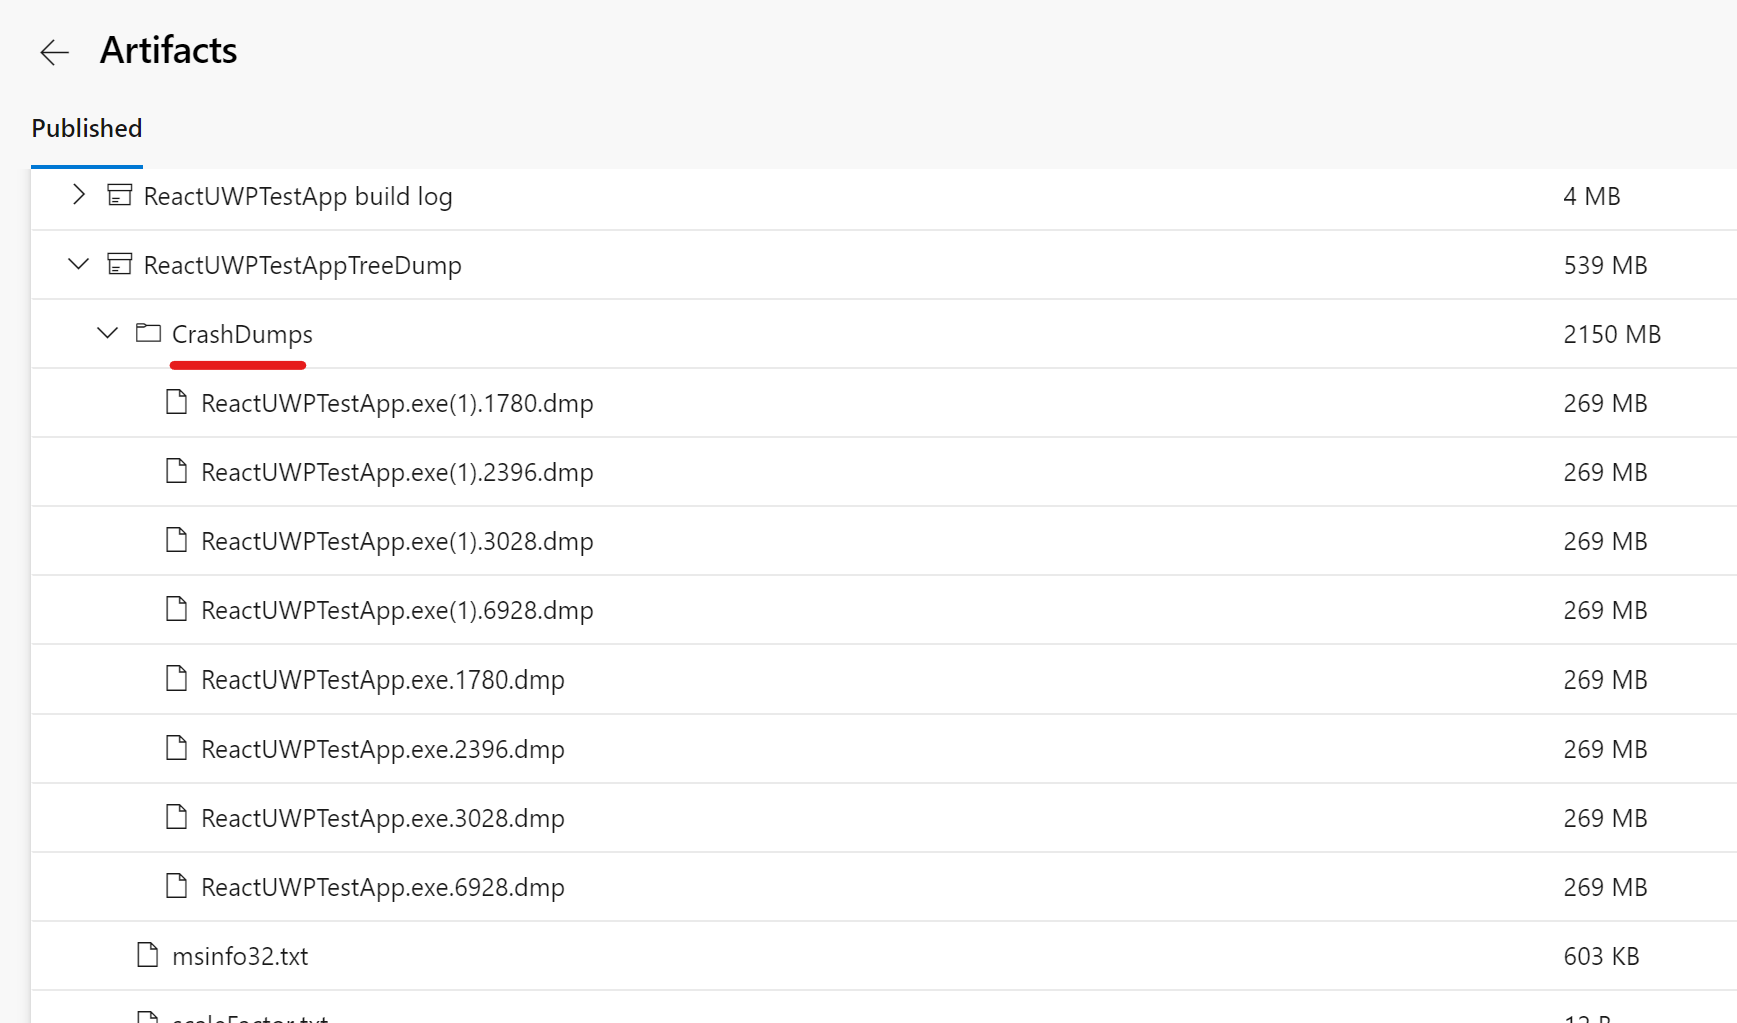 Artifacts
Published
ReactUWPTestApp build log 4 MB
ReactUWPTestAppTreeDump 539 MB
CrashDumps 2150 MB
ReactUWPTestApp.exe(1).1780.dmp 269 MB
ReactUWPTestApp.exe(1).2396.dmp 269 MB
ReactUWPTestApp.exe(1).3028.dmp 269 MB
ReactUWPTestApp.exe(1).6928.dmp 269 MB
ReactUWPTestApp.exe.1780.dmp 269 MB
ReactUWPTestApp.exe.2396.dmp 269 MB
ReactUWPTestApp.exe.3028.dmp 269 MB
ReactUWPTestApp.exe.6928.dmp 269 MB
msinfo32.txt 603 KB
scaleFactor.txt